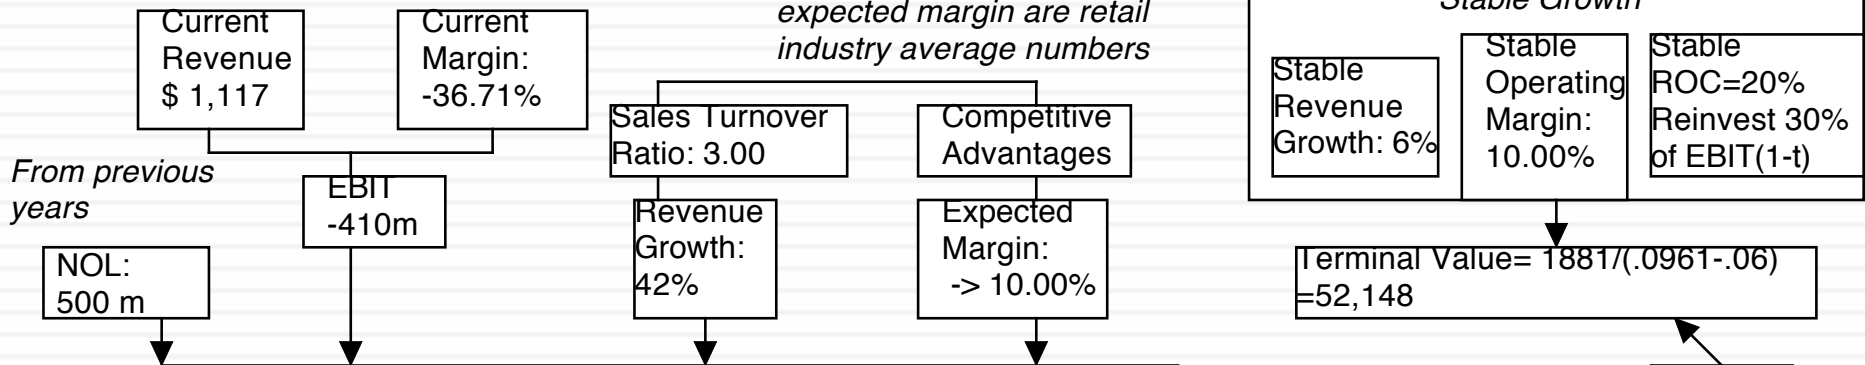 Current
Revenue
$ 1,117
Current
Margin:
-36.71%
expected margin are retail
industry average numbers
Stable Growth
Stable
Revenue
Growth: 6%
Stable
Operating
Margin:
10.00%
Stable
ROC=20%
Reinvest 30%
of EBIT(1-t)
Sales Turnover
Ratio: 3.00
Competitive
Advantages
From previous
years
EBIT
-410m
Revenue
Growth:
42%
Expected
Margin:
-> 10.00%
NOL:
500 m
Terminal Value= 1881/(.0961-.06)
=52,148